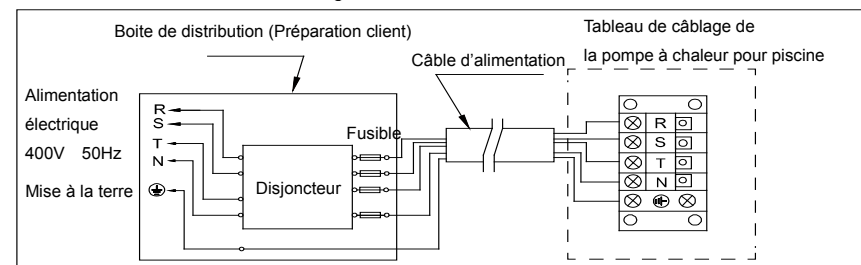 Boite de distribution (Préparation client)
Tableau de câblage de
la pompe à chaleur pour piscine
Câble d'alimentation
Alimentation
électrique
400V 50Hz
Mise à la terre
R
S
T
N
Fusible
Disjoncteur
R
S
T
N